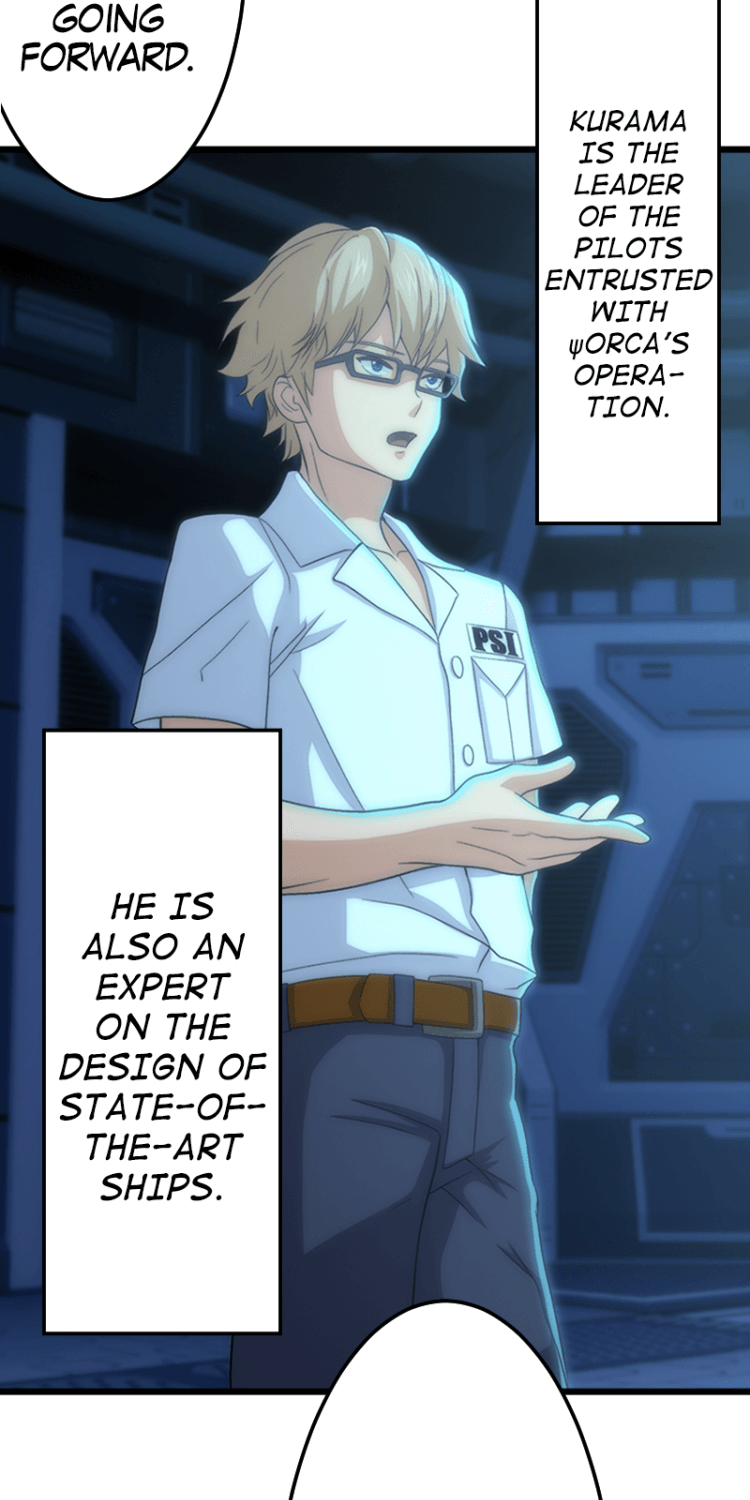 GOING
FORWARD.
KURAMA
IS THE
LEADER
OF THE
PILOTS
ENTRUSTED
WITH
ψORCA'S
OPERA-
TION.
PSI
HE IS
ALSO AN
EXPERT
ON THE
DESIGN OF
STATE-OF-
THE-ART
SHIPS.